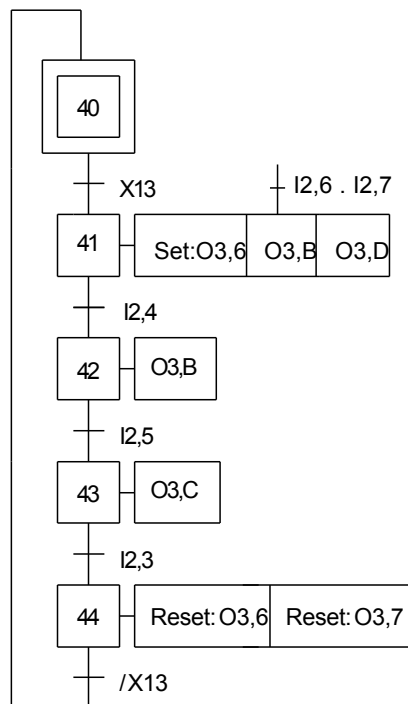 40
X13
I2,6 . I2,7
41
Set:O3,6 O3,B O3,D
I2,4
42
O3,B
I2,5
43
O3,C
I2,3
44
Reset:O3,6 Reset:O3,7
/X13